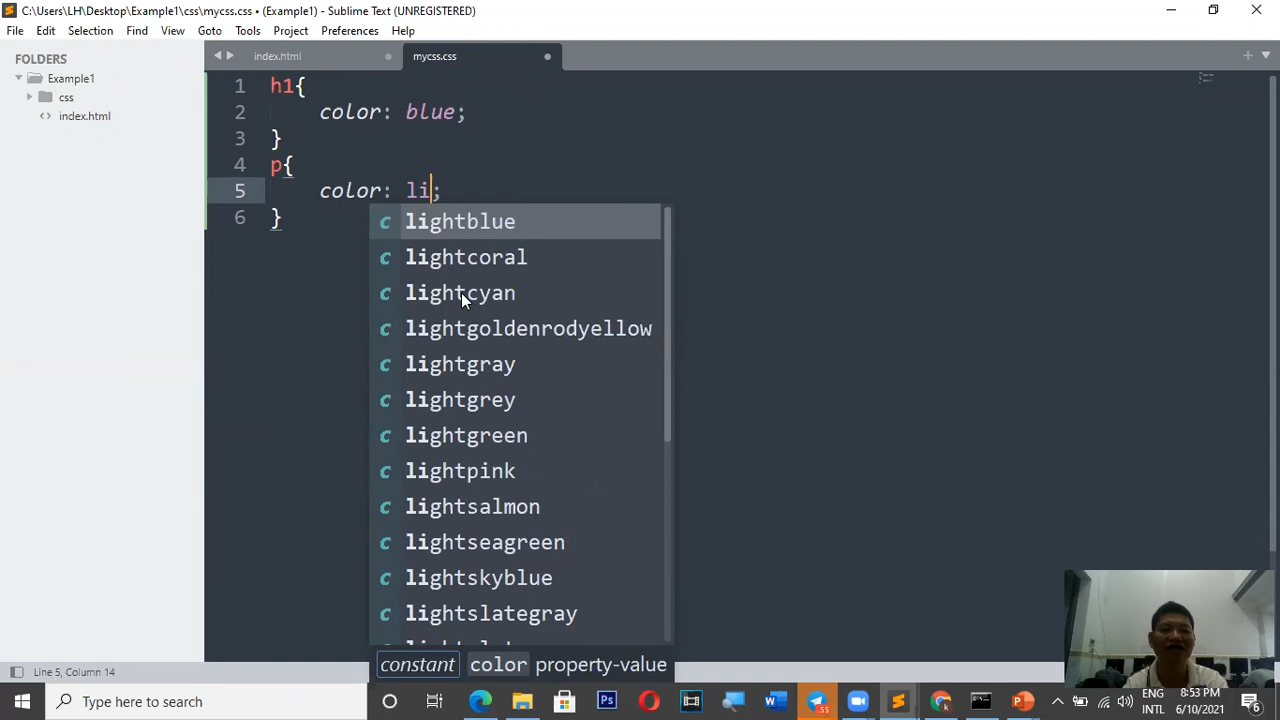 C:\Users\LH\Desktop\Example1\css\mycss.css • (Example1) - Sublime Text (UNREGISTERED)
File Edit Selection Find View Goto Tools Project Preferences Help
FOLDERS
Example1
css
index.html
index.html
mycss.css
1 h1{
2 color: blue;
3 }
4 p{
5 color: li;
6 }
c lightblue
c lightcoral
c lightcyan
c lightgoldenrodyellow
c lightgray
c lightgrey
c lightgreen
c lightpink
c lightsalmon
c lightseagreen
c lightskyblue
c lightslategray
constant color property-value
Line 5, Column 14
Type here to search
ENG
INTL
8:53 PM
6/10/2021
6